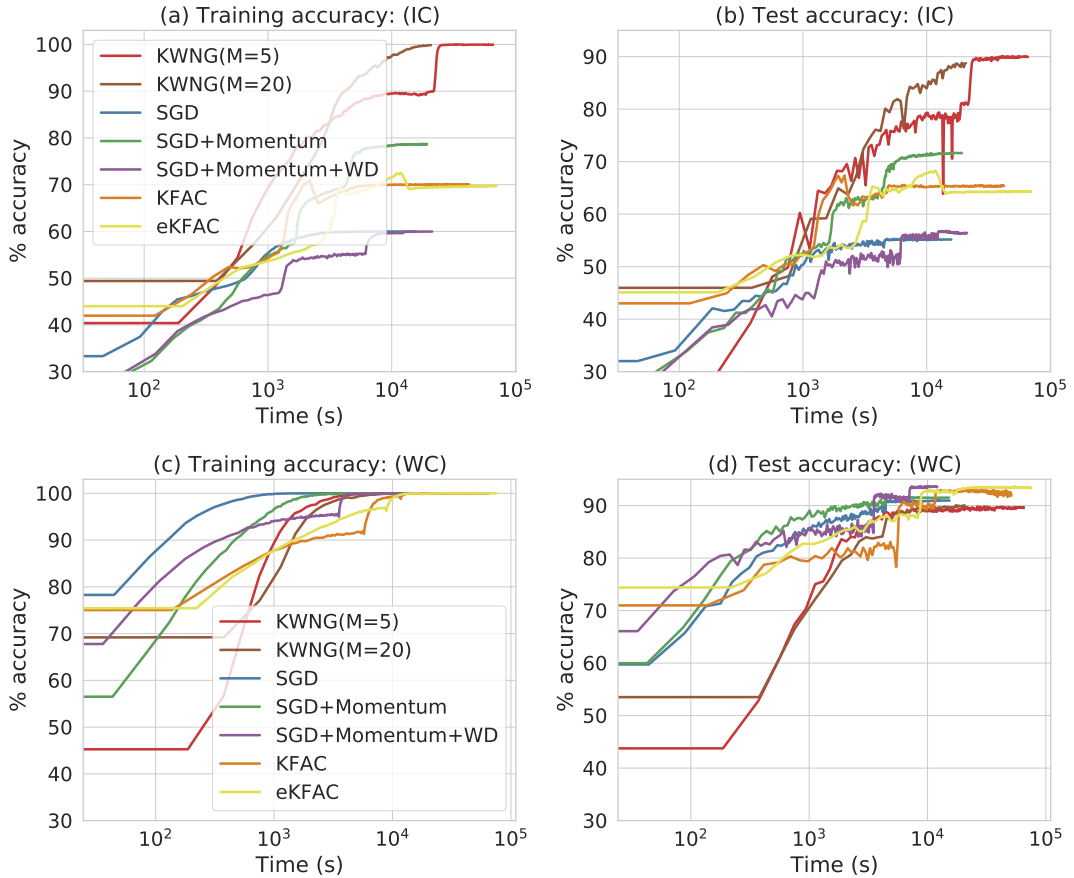 (a) Training accuracy: (IC)
100
90
80
70
60
50
40
30
% accuracy
KWNG(M=5)
KWNG(M=20)
SGD
SGD+Momentum
SGD+Momentum+WD
KFAC
eKFAC
10²
10³
10⁴
10⁵
Time (s)
(b) Test accuracy: (IC)
90
80
70
60
50
40
30
% accuracy
10²
10³
10⁴
10⁵
Time (s)
(c) Training accuracy: (WC)
100
90
80
70
60
50
40
30
% accuracy
KWNG(M=5)
KWNG(M=20)
SGD
SGD+Momentum
SGD+Momentum+WD
KFAC
eKFAC
10²
10³
10⁴
10⁵
Time (s)
(d) Test accuracy: (WC)
90
80
70
60
50
40
30
% accuracy
10²
10³
10⁴
10⁵
Time (s)